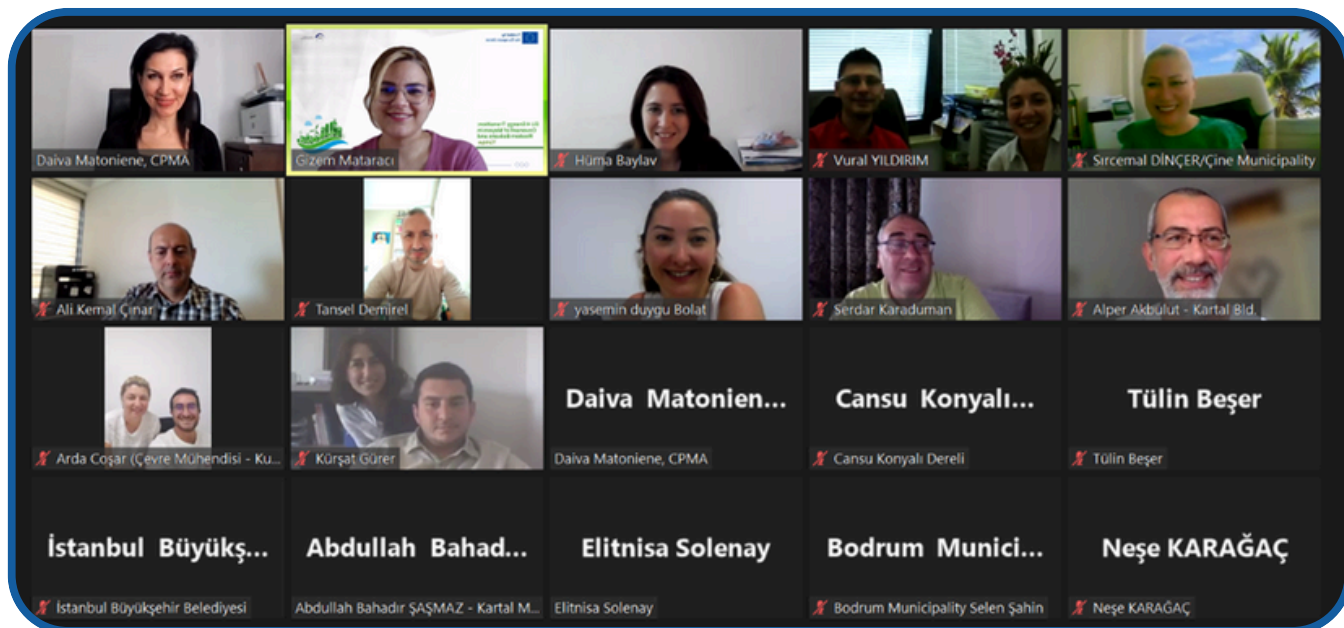 Daiva Matoniene, CPMA
Gizem Mataracı
Hüma Baylav
Vural YILDIRIM
Sırcemal DİNÇER/Çine Municipality
Ali Kemal Çınar
Tansel Demirel
yasemin duygu Bolat
Serdar Karaduman
Alper Akbulut - Kartal Bld.
Arda Coşar (Çevre Mühendisi - Ku...
Kürşat Gürer
Daiva Matonien...
Daiva Matoniene, CPMA
Cansu Konyalı...
Cansu Konyalı Dereli
Tülin Beşer
Tülin Beşer
İstanbul Büyükş...
İstanbul Büyükşehir Belediyesi
Abdullah Bahad...
Abdullah Bahadır ŞAŞMAZ - Kartal M...
Elitnisa Solenay
Elitnisa Solenay
Bodrum Munici...
Bodrum Municipality Selen Şahin
Neşe KARAĞAÇ
Neşe KARAĞAÇ